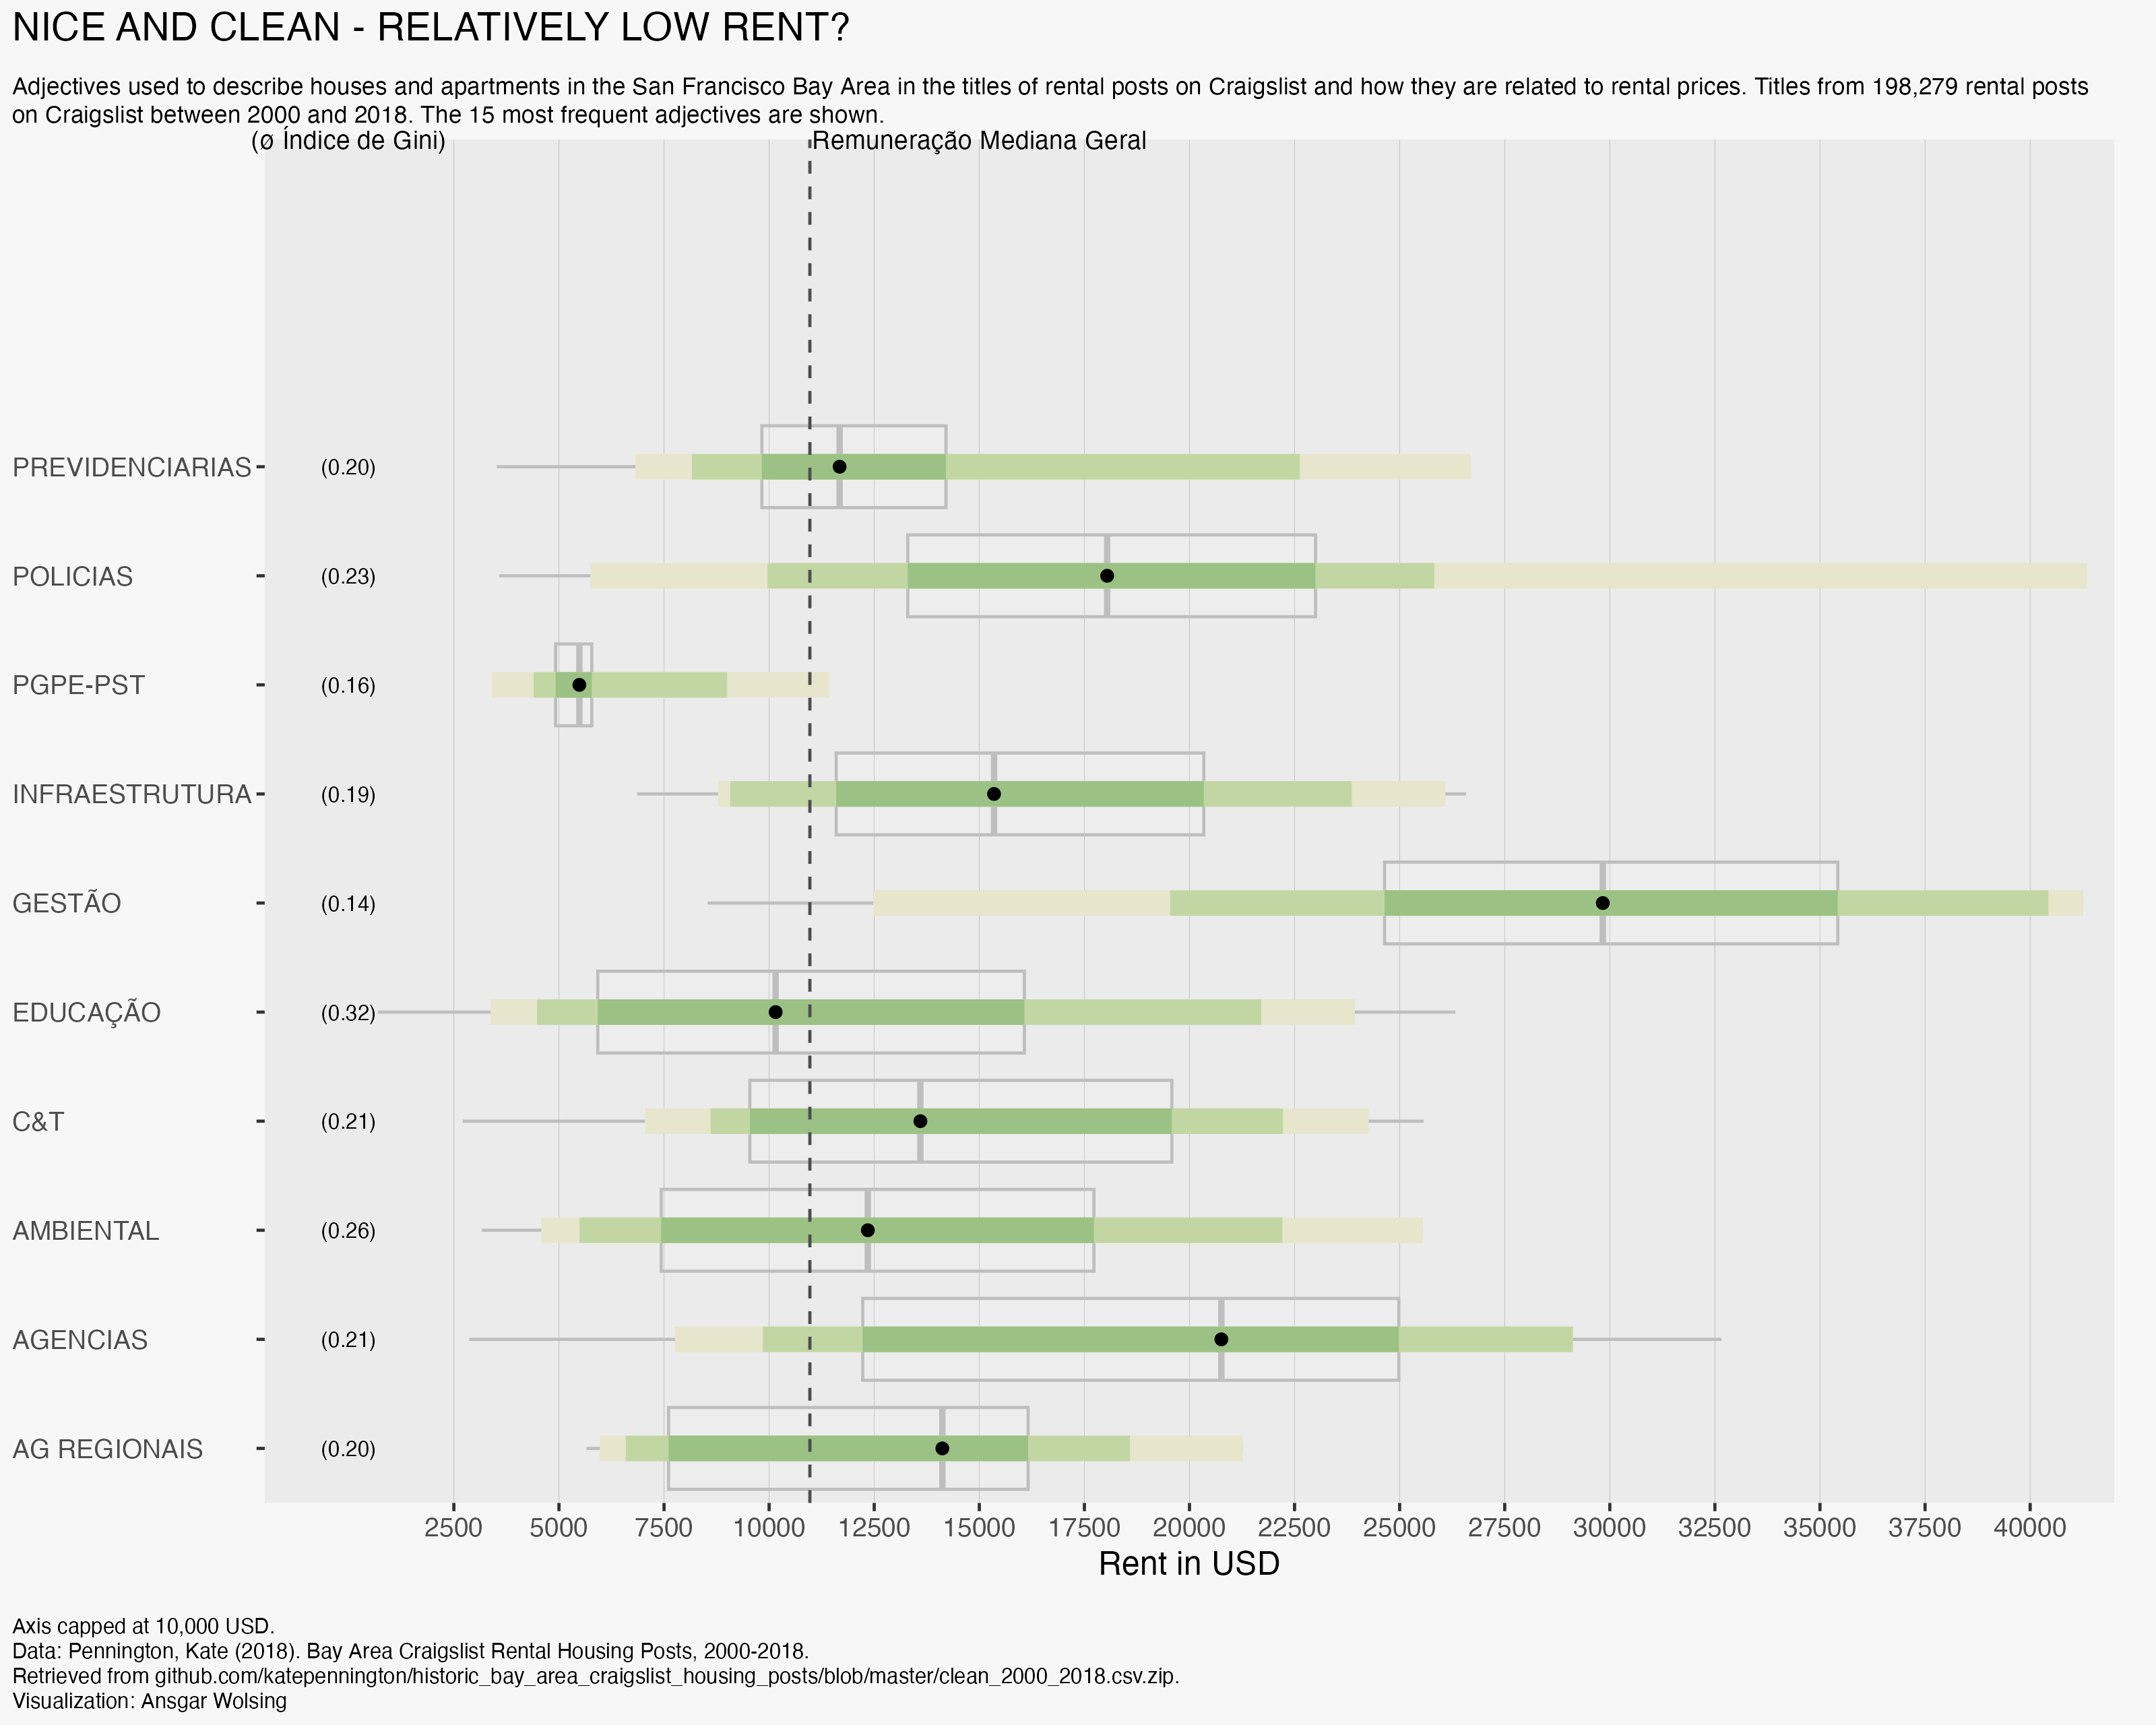 NICE AND CLEAN - RELATIVELY LOW RENT?
Adjectives used to describe houses and apartments in the San Francisco Bay Area in the titles of rental posts on Craigslist and how they are related to rental prices. Titles from 198,279 rental posts
on Craigslist between 2000 and 2018. The 15 most frequent adjectives are shown.
(ø Índice de Gini) Remuneração Mediana Geral
PREVIDENCIARIAS (0.20)
POLICIAS (0.23)
PGPE-PST (0.16)
INFRAESTRUTURA (0.19)
GESTÃO (0.14)
EDUCAÇÃO (0.32)
C&T (0.21)
AMBIENTAL (0.26)
AGENCIAS (0.21)
AG REGIONAIS (0.20)
2500 5000 7500 10000 12500 15000 17500 20000 22500 25000 27500 30000 32500 35000 37500 40000
Rent in USD
Axis capped at 10,000 USD.
Data: Pennington, Kate (2018). Bay Area Craigslist Rental Housing Posts, 2000-2018.
Retrieved from github.com/katepennington/historic_bay_area_craigslist_housing_posts/blob/master/clean_2000_2018.csv.zip.
Visualization: Ansgar Wolsing